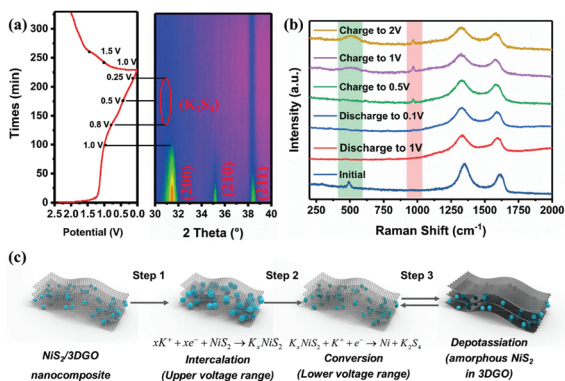 (a)
300
250
200
150
100
50
0
Times (min)
1.5 V
1.0 V
0.25 V
0.5 V
0.8 V
1.0 V
2.5 2.0 1.5 1.0 0.5 0.0
Potential (V)
(K2S4)
(200)
(210)
(211)
30 32 34 36 38 40
2 Theta (°)
(b)
Intensity (a.u.)
Charge to 2V
Charge to 1V
Charge to 0.5V
Discharge to 0.1V
Discharge to 1V
Initial
250 500 750 1000 1250 1500 1750 2000
Raman Shift (cm-1)
(c)
Step 1
Step 2
Step 3
NiS2/3DGO
nanocomposite
xK+ + xe− + NiS2 → KxNiS2
Intercalation
(Upper voltage range)
KxNiS2 + K+ + e− → Ni + K2S4
Conversion
(Lower voltage range)
Depotassiation
(amorphous NiS2
in 3DGO)